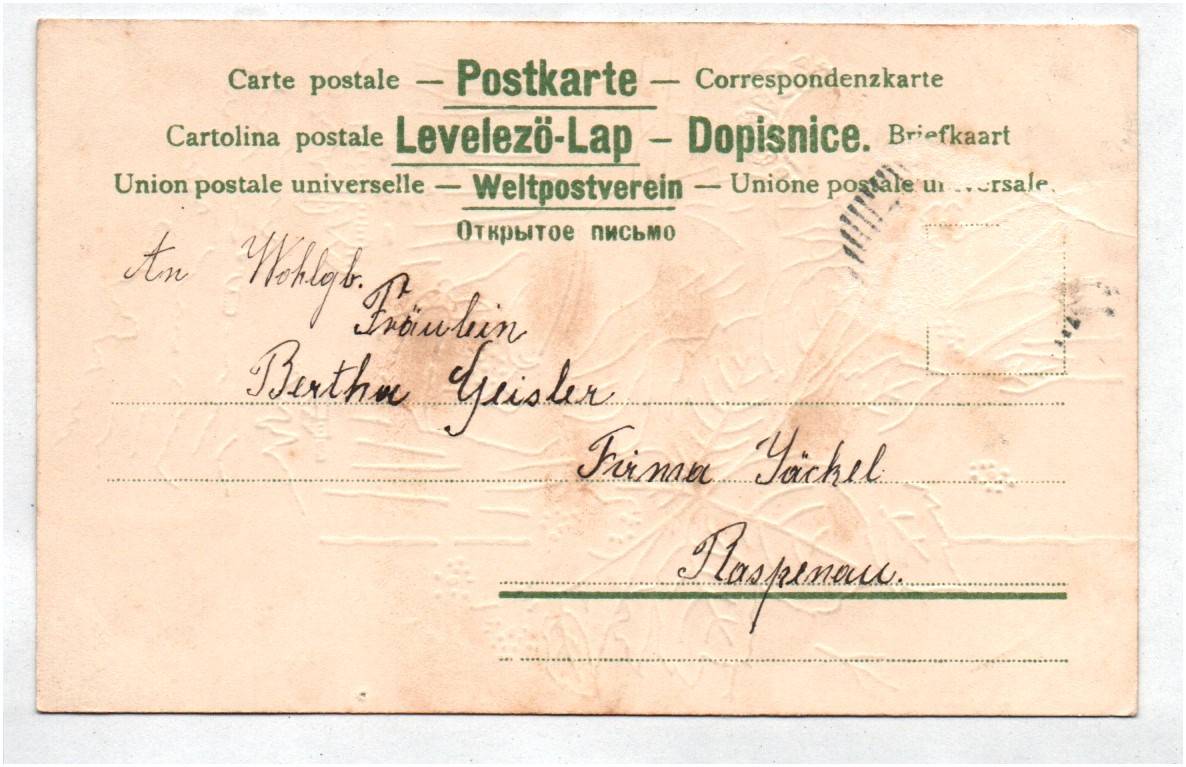 Carte postale — Postkarte — Correspondenzkarte
Cartolina postale Levelezö-Lap — Dopisnice. Briefkaart
Union postale universelle — Weltpostverein — Unione postale universale.
Открытое письмо
An Wohlgb.
Fräulein
Bertha Geisler
Firma Jäckel
Raspenau.